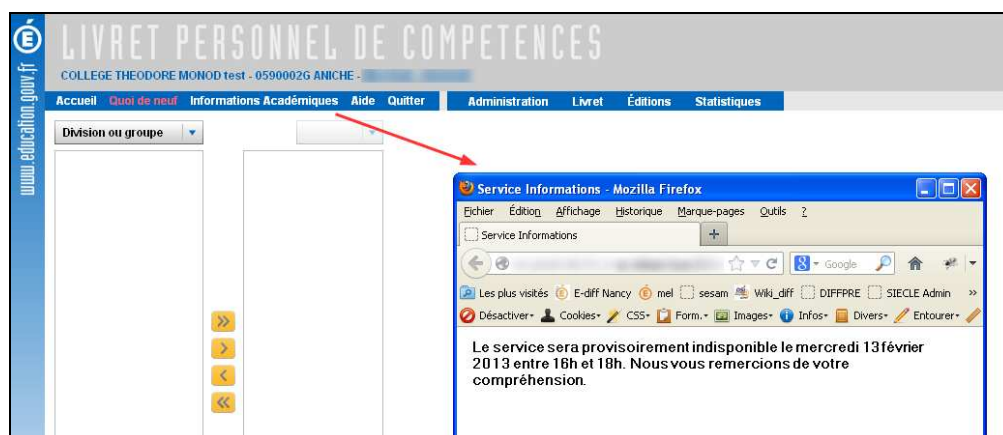 LIVRET PERSONNEL DE COMPETENCES
COLLEGE THEODORE MONOD test - 0590002G ANICHE -
Accueil Quoi de neuf Informations Académiques Aide Quitter Administration Livret Éditions Statistiques
www.education.gouv.fr
Division ou groupe
Service Informations - Mozilla Firefox
Fichier Édition Affichage Historique Marque-pages Outils ?
Service Informations +
Google
Les plus visités E-diff Nancy mel sesam Wiki_diff DIFFPRE SIECLE Admin »
Désactiver Cookies CSS Form. Images Infos Divers Entourer
Le service sera provisoirement indisponible le mercredi 13 février
2013 entre 16h et 18h. Nous vous remercions de votre
compréhension.